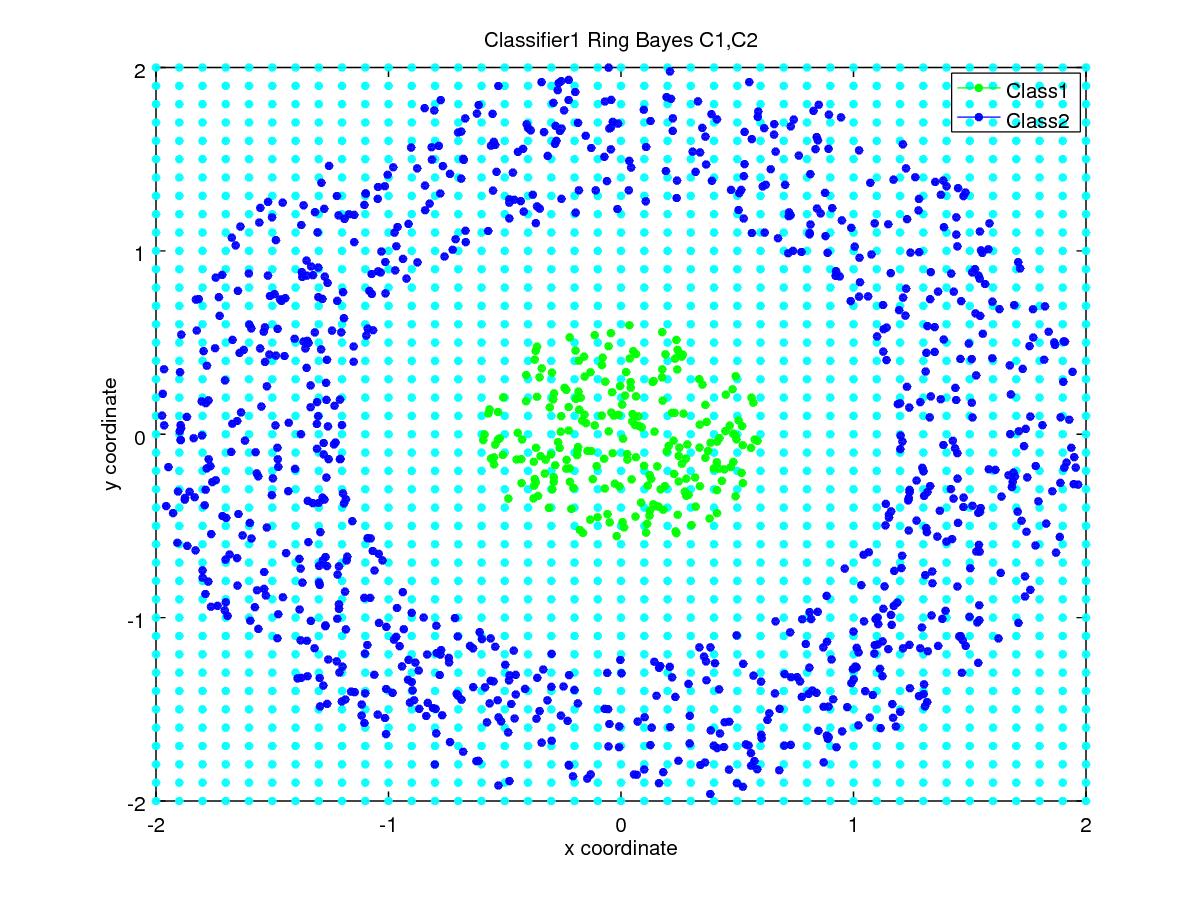 Classifier1 Ring Bayes C1,C2
Class1
Class2
2
1
0
-1
-2
y coordinate
-2
-1
0
1
2
x coordinate